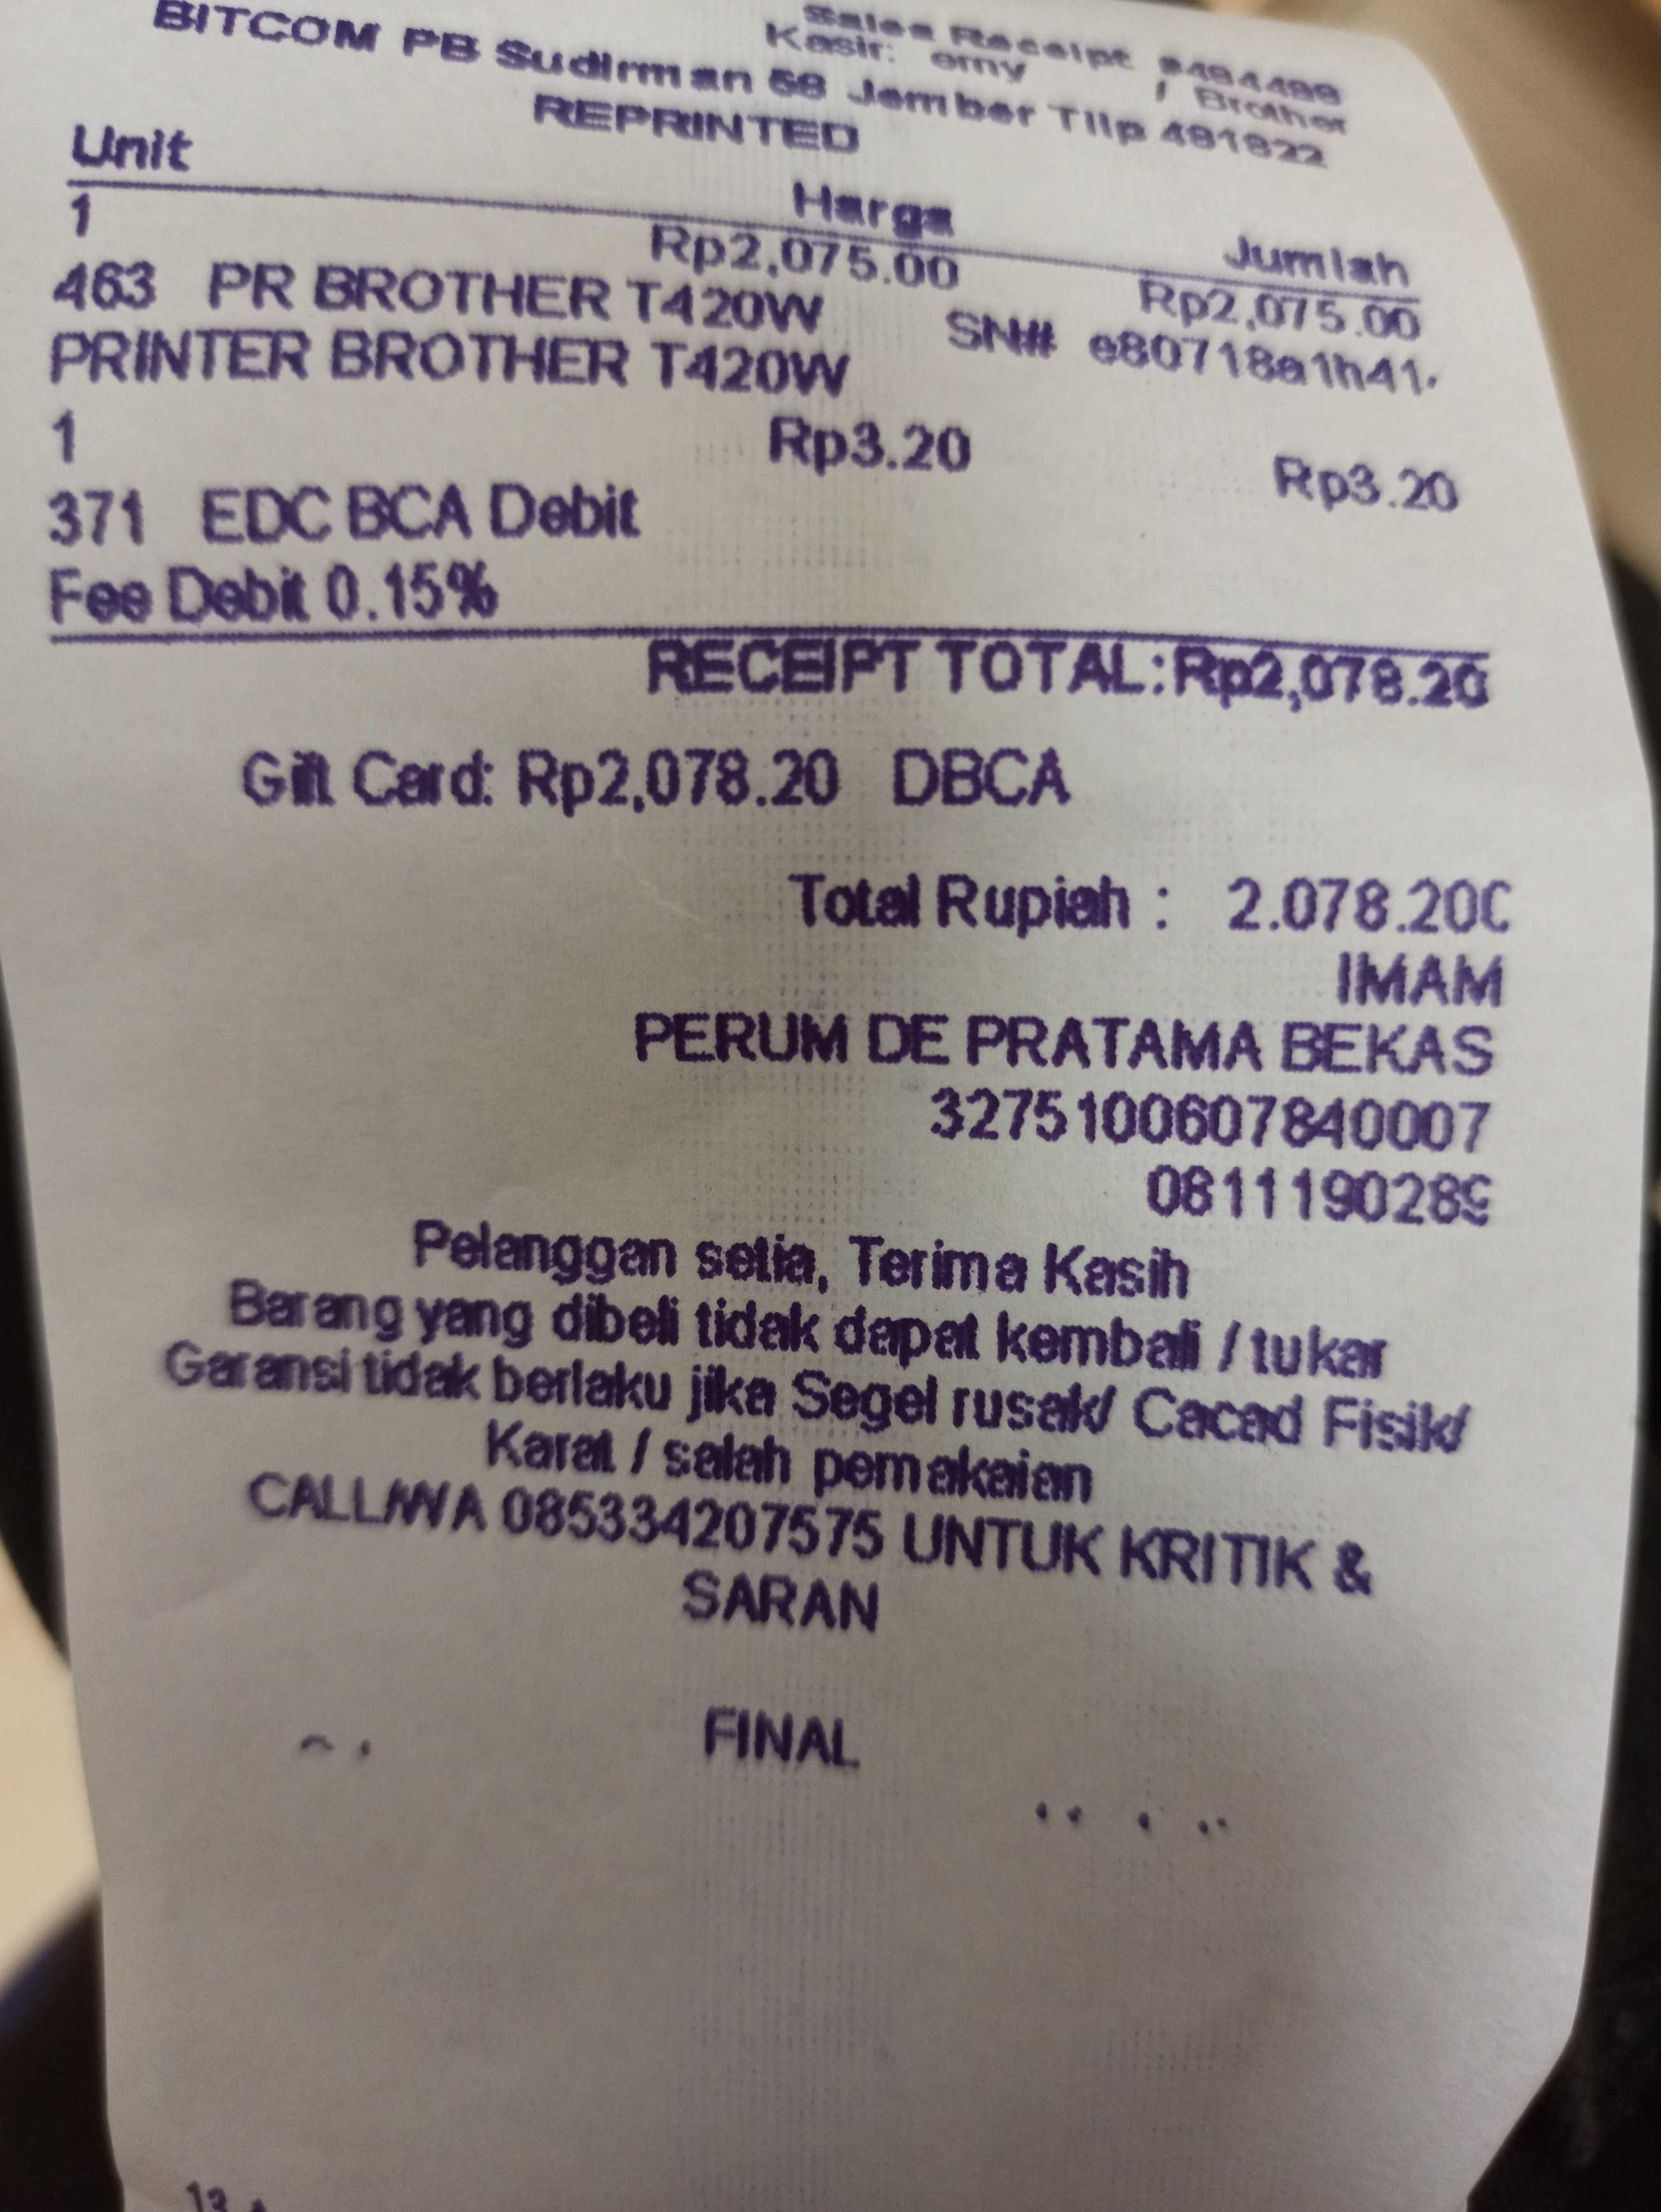 Sales Receipt #484499
Kasir: emy / Brother
BITCOM PB Sudirman 58 Jember Tllp 481822
REPRINTED
Unit Harga Jumlah
1 Rp2,075.00 Rp2,075.00
463 PR BROTHER T420W SN# e80718a1h41
PRINTER BROTHER T420W
1 Rp3.20 Rp3.20
371 EDC BCA Debit
Fee Debit 0.15%
RECEIPT TOTAL:Rp2,078.20
Gift Card: Rp2,078.20 DBCA
Total Rupiah : 2.078.200
IMAM
PERUM DE PRATAMA BEKAS
3275100607840007
0811190289
Pelanggan setia, Terima Kasih
Barang yang dibeli tidak dapat kembali / tukar
Garansi tidak berlaku jika Segel rusak/ Cacad Fisik/
Karat / salah pemakaian
CALL/WA 085334207575 UNTUK KRITIK &
SARAN
FINAL